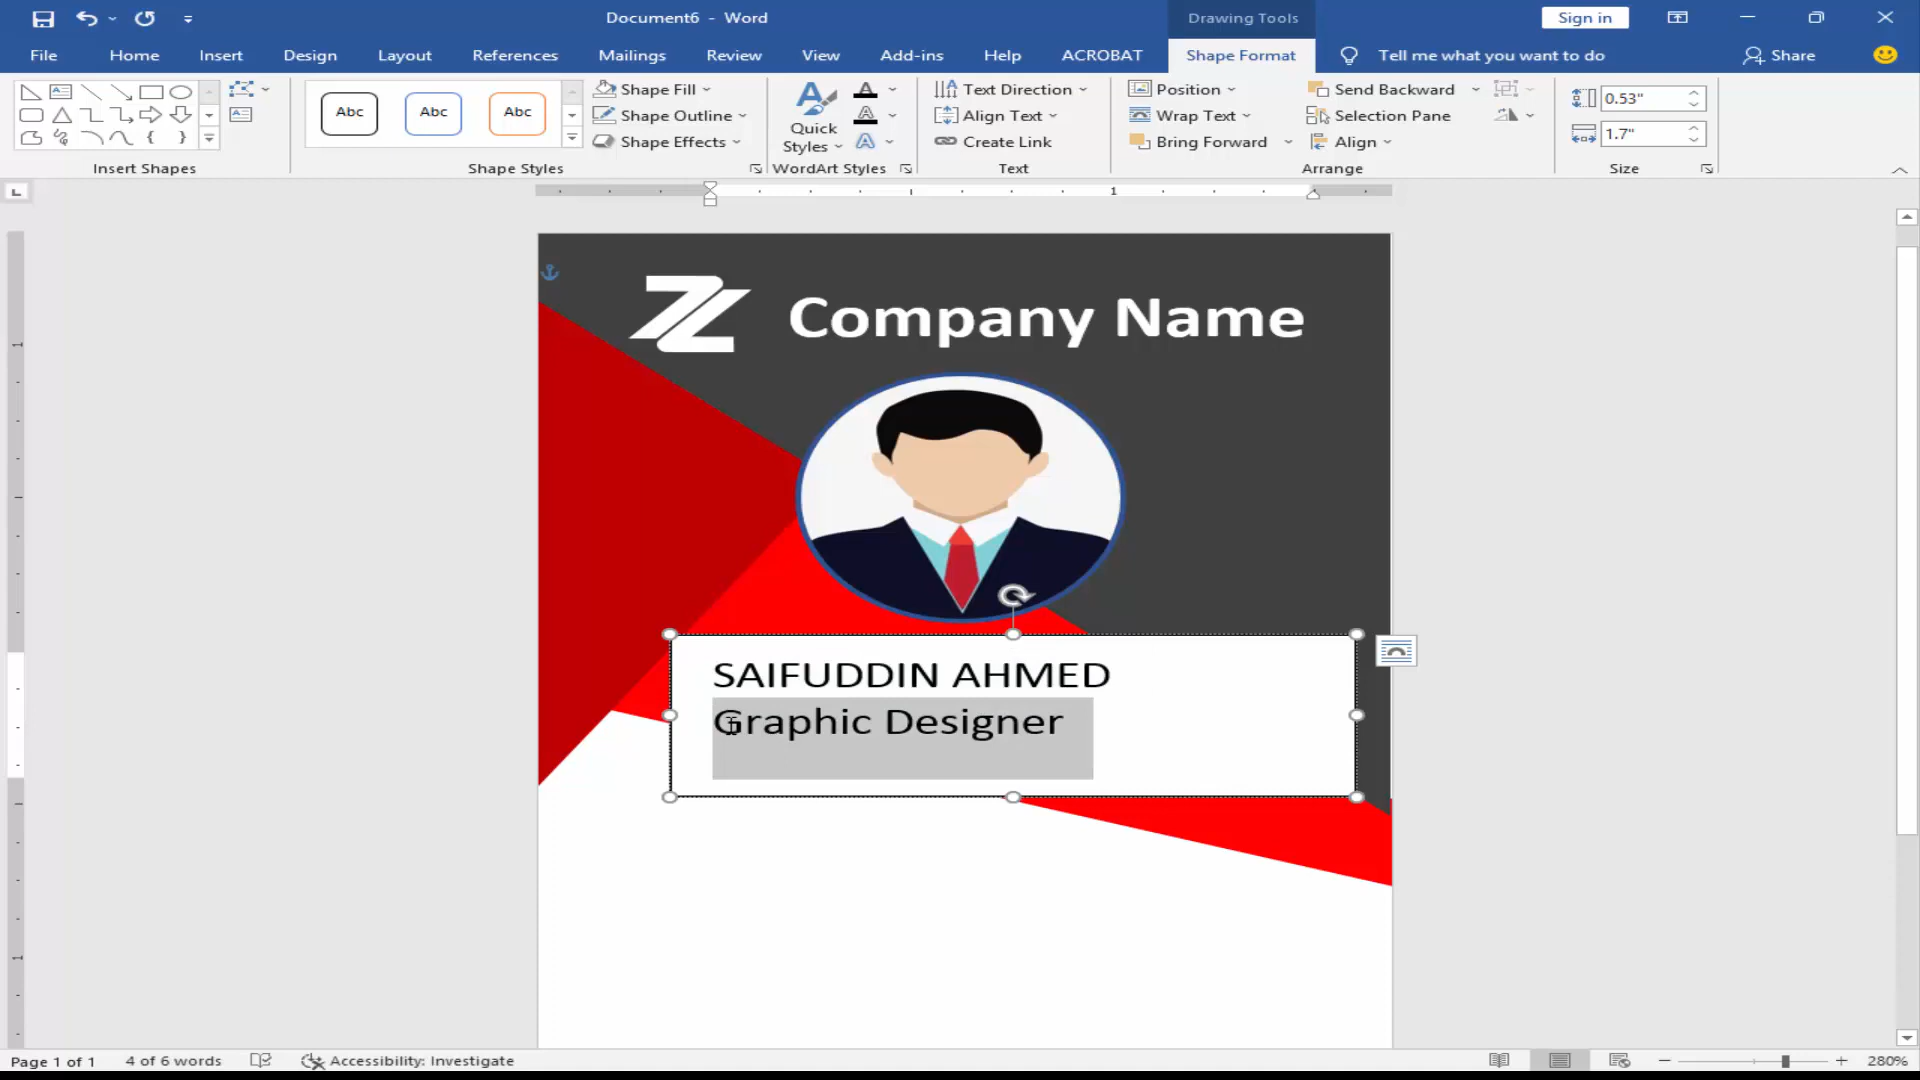 Document6 - Word
Drawing Tools
Sign in
File
Home
Insert
Design
Layout
References
Mailings
Review
View
Add-ins
Help
ACROBAT
Shape Format
Tell me what you want to do
Share
Abc
Abc
Abc
Shape Fill
Shape Outline
Shape Effects
Quick
Styles
A
A
A
Text Direction
Align Text
Create Link
Position
Wrap Text
Bring Forward
Send Backward
Selection Pane
Align
0.53"
1.7"
Insert Shapes
Shape Styles
WordArt Styles
Text
Arrange
Size
1
Company Name
SAIFUDDIN AHMED
Graphic Designer
1
1
Page 1 of 1
4 of 6 words
Accessibility: Investigate
280%